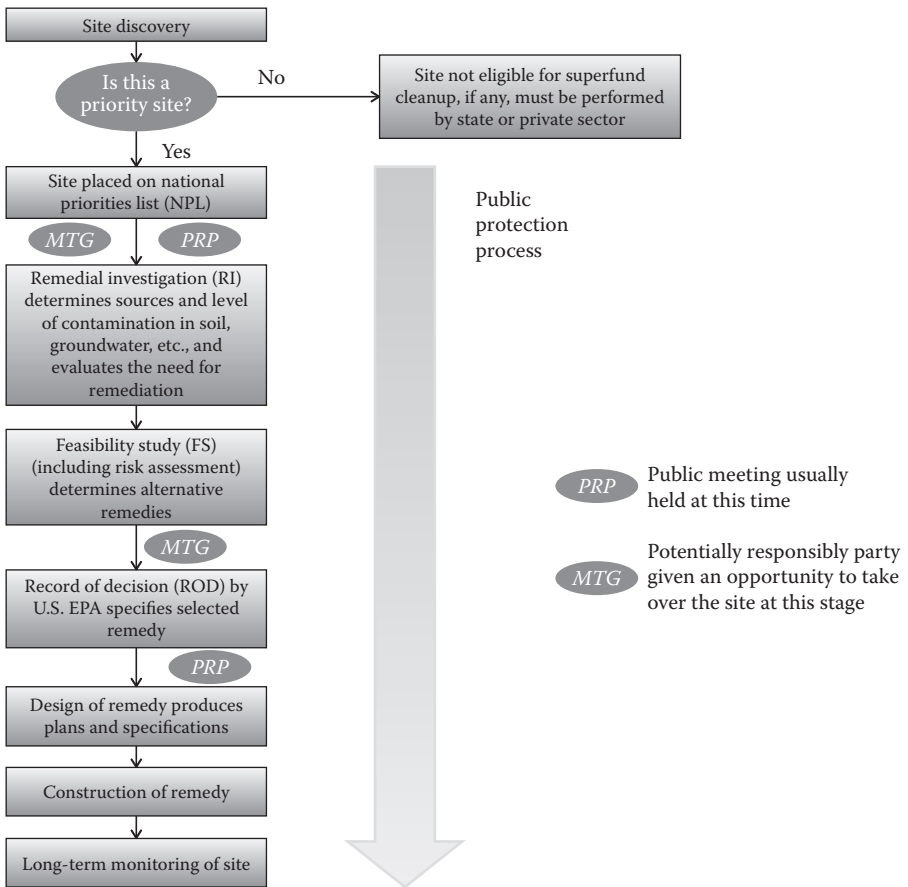 Site discovery
Is this a
priority site?
No
Site not eligible for superfund
cleanup, if any, must be performed
by state or private sector
Yes
Site placed on national
priorities list (NPL)
Public
protection
process
MTG
PRP
Remedial investigation (RI)
determines sources and level
of contamination in soil,
groundwater, etc., and
evaluates the need for
remediation
Feasibility study (FS)
(including risk assessment)
determines alternative
remedies
MTG
Record of decision (ROD) by
U.S. EPA specifies selected
remedy
PRP
Design of remedy produces
plans and specifications
Construction of remedy
Long-term monitoring of site
PRP
Public meeting usually
held at this time
MTG
Potentially responsibly party
given an opportunity to take
over the site at this stage